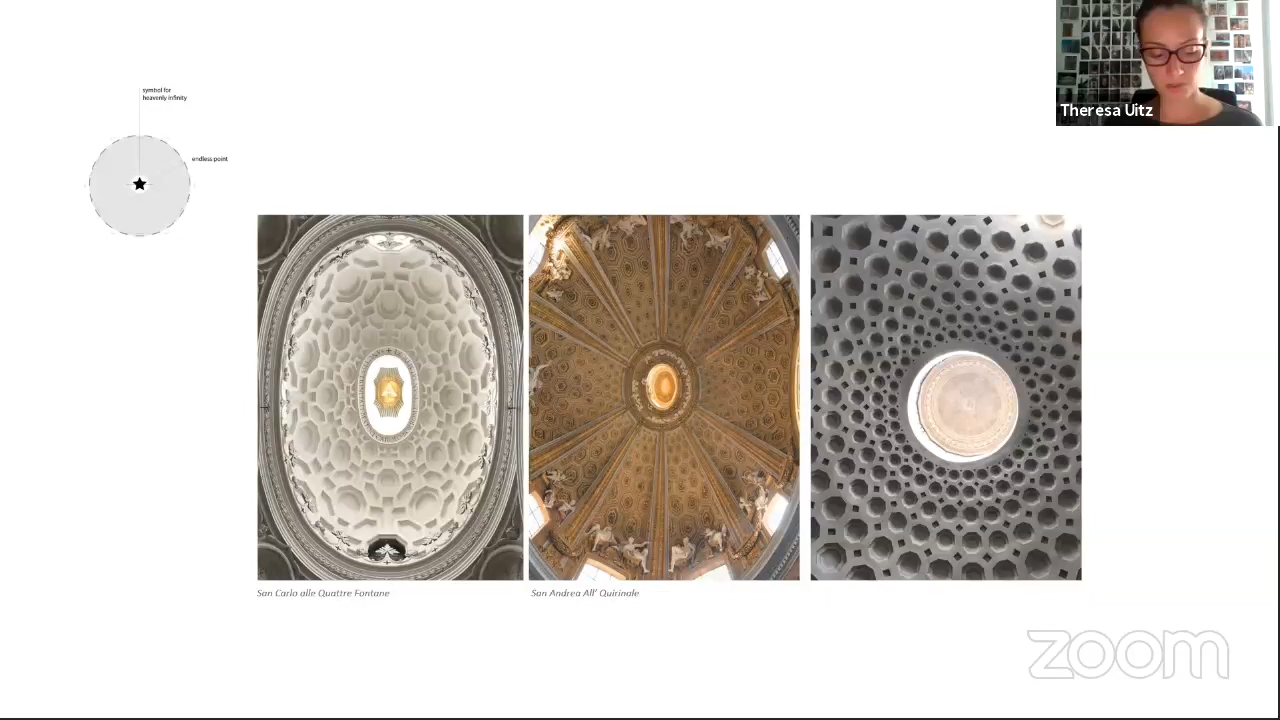 symbol for
heavenly infinity
endless point
Theresa Uitz
San Carlo alle Quattre Fontane
San Andrea All' Quirinale
zoom